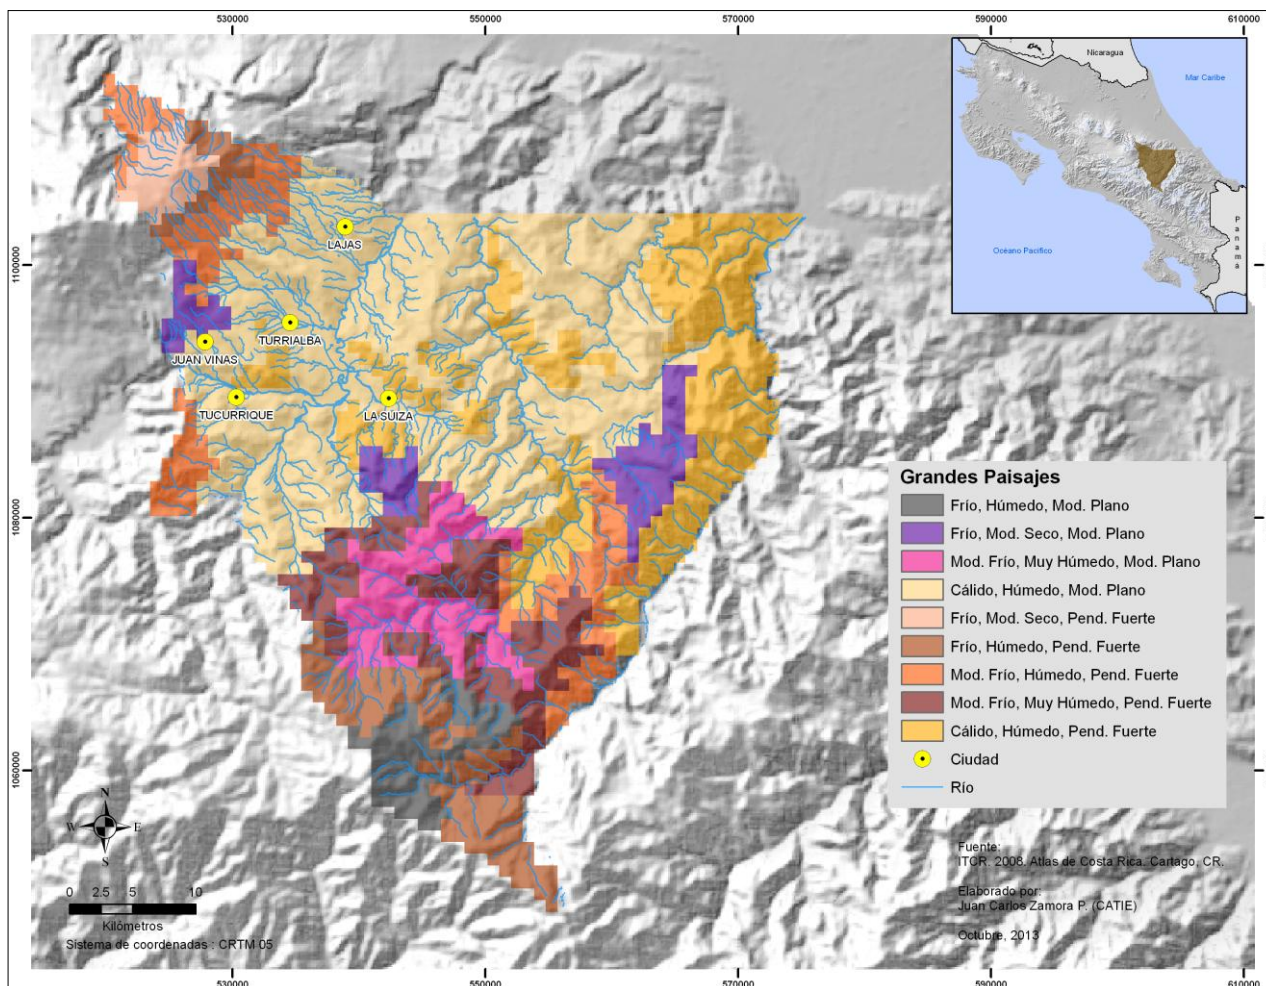 530000
550000
570000
590000
610000
Nicaragua
Mar Caribe
Océano Pacífico
Panamá
1100000
1080000
1060000
LAJAS
TURRIALBA
JUAN VINAS
TUCURRIQUE
LA SUIZA
Grandes Paisajes
Frío, Húmedo, Mod. Plano
Frío, Mod. Seco, Mod. Plano
Mod. Frío, Muy Húmedo, Mod. Plano
Cálido, Húmedo, Mod. Plano
Frío, Mod. Seco, Pend. Fuerte
Frío, Húmedo, Pend. Fuerte
Mod. Frío, Húmedo, Pend. Fuerte
Mod. Frío, Muy Húmedo, Pend. Fuerte
Cálido, Húmedo, Pend. Fuerte
Ciudad
Río
N
W E
S
0 2.5 5 10
Kilómetros
Sistema de coordenadas : CRTM 05
Fuente:
ITCR. 2008. Atlas de Costa Rica. Cartago, CR.
Elaborado por:
Juan Carlos Zamora P. (CATIE)
Octubre, 2013
530000
550000
570000
590000
610000